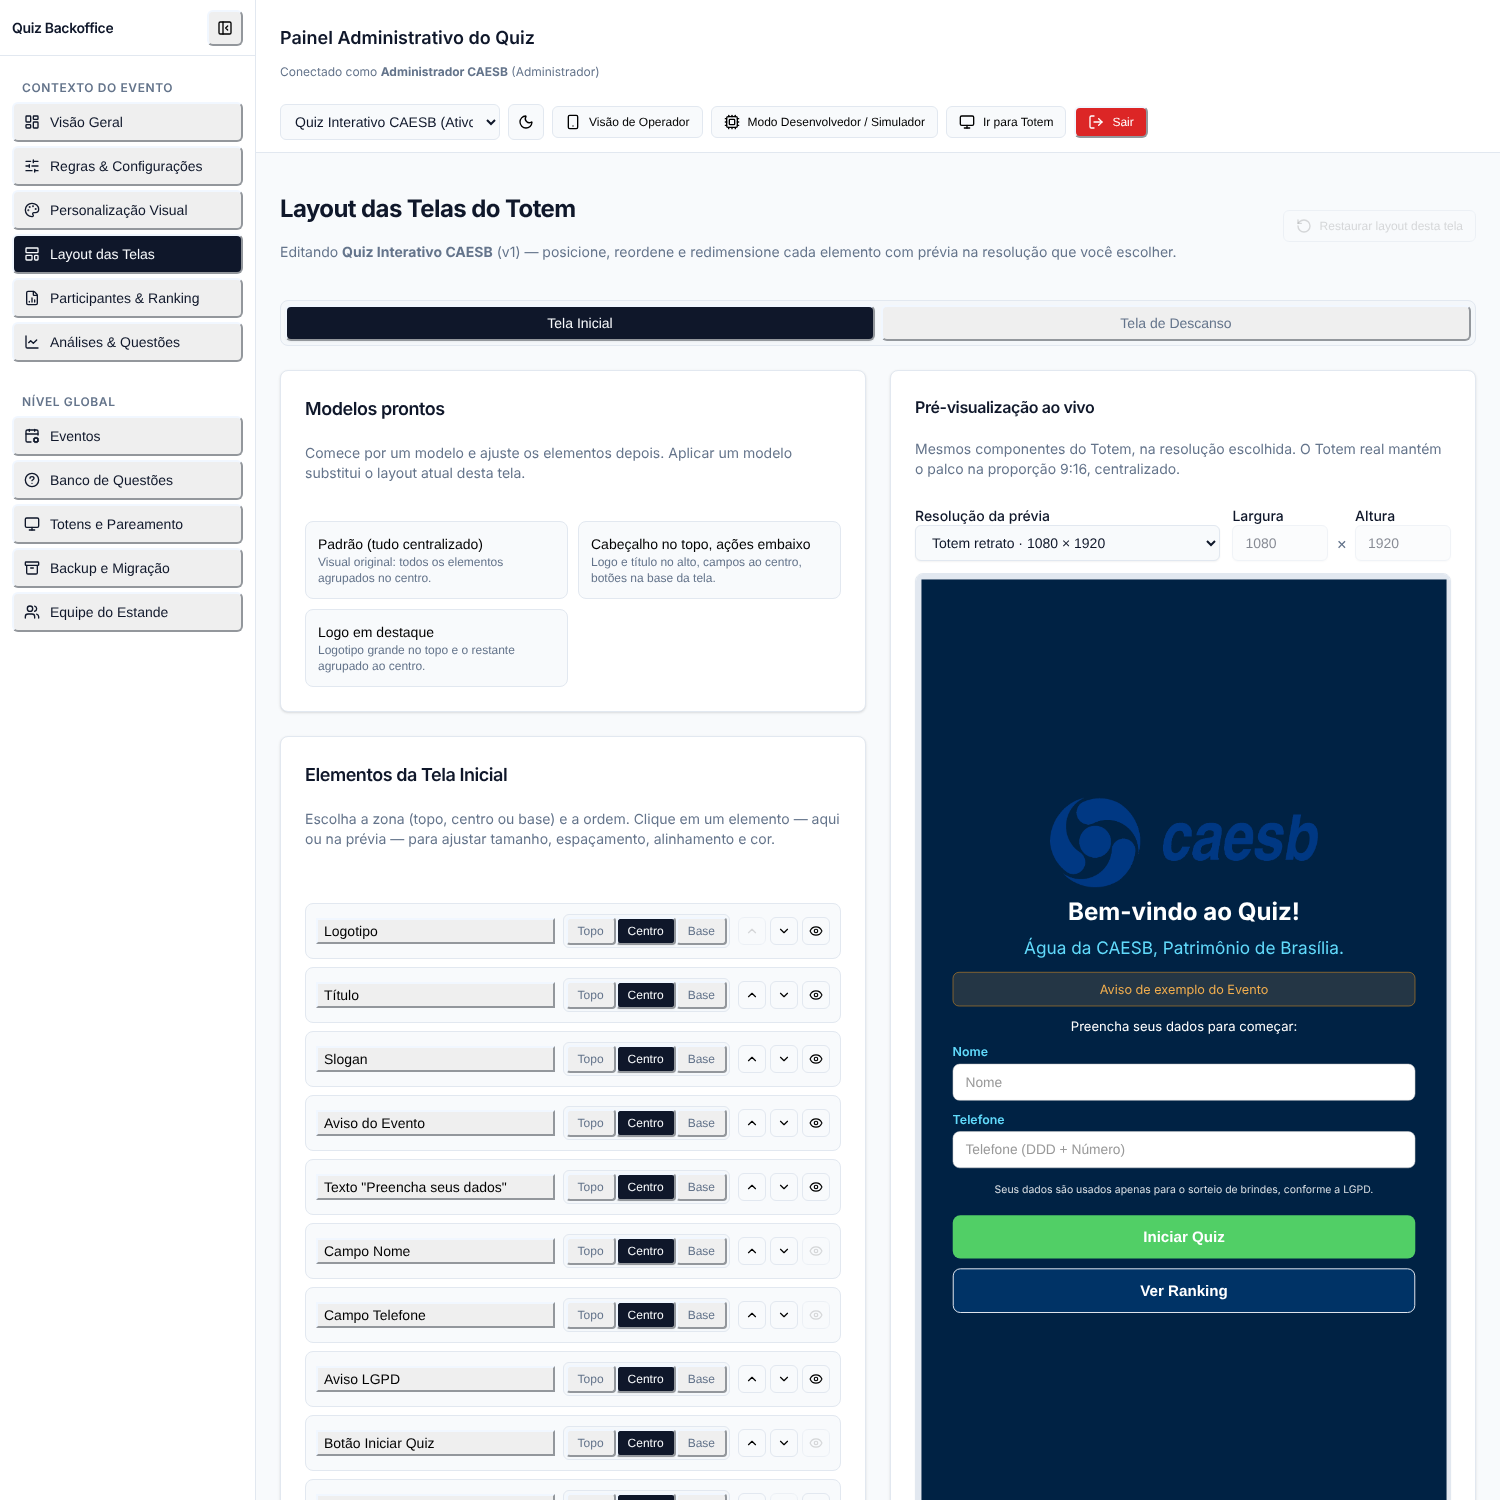 Quiz Backoffice
CONTEXTO DO EVENTO
Visão Geral
Regras & Configurações
Personalização Visual
Layout das Telas
Participantes & Ranking
Análises & Questões
NÍVEL GLOBAL
Eventos
Banco de Questões
Totens e Pareamento
Backup e Migração
Equipe do Estande
Painel Administrativo do Quiz
Conectado como Administrador CAESB (Administrador)
Quiz Interativo CAESB (Ativo
Visão de Operador
Modo Desenvolvedor / Simulador
Ir para Totem
Sair
Layout das Telas do Totem
Editando Quiz Interativo CAESB (v1) — posicione, reordene e redimensione cada elemento com prévia na resolução que você escolher.
Restaurar layout desta tela
Tela Inicial
Tela de Descanso
Modelos prontos
Comece por um modelo e ajuste os elementos depois. Aplicar um modelo
substitui o layout atual desta tela.
Padrão (tudo centralizado)
Visual original: todos os elementos
agrupados no centro.
Cabeçalho no topo, ações embaixo
Logo e título no alto, campos ao centro,
botões na base da tela.
Logo em destaque
Logotipo grande no topo e o restante
agrupado ao centro.
Elementos da Tela Inicial
Escolha a zona (topo, centro ou base) e a ordem. Clique em um elemento — aqui
ou na prévia — para ajustar tamanho, espaçamento, alinhamento e cor.
Logotipo Topo Centro Base
Título Topo Centro Base
Slogan Topo Centro Base
Aviso do Evento Topo Centro Base
Texto "Preencha seus dados" Topo Centro Base
Campo Nome Topo Centro Base
Campo Telefone Topo Centro Base
Aviso LGPD Topo Centro Base
Botão Iniciar Quiz Topo Centro Base
Pré-visualização ao vivo
Mesmos componentes do Totem, na resolução escolhida. O Totem real mantém
o palco na proporção 9:16, centralizado.
Resolução da prévia Largura Altura
Totem retrato · 1080 × 1920 1080 × 1920
caesb
Bem-vindo ao Quiz!
Água da CAESB, Patrimônio de Brasília.
Aviso de exemplo do Evento
Preencha seus dados para começar:
Nome
Nome
Telefone
Telefone (DDD + Número)
Seus dados são usados apenas para o sorteio de brindes, conforme a LGPD.
Iniciar Quiz
Ver Ranking